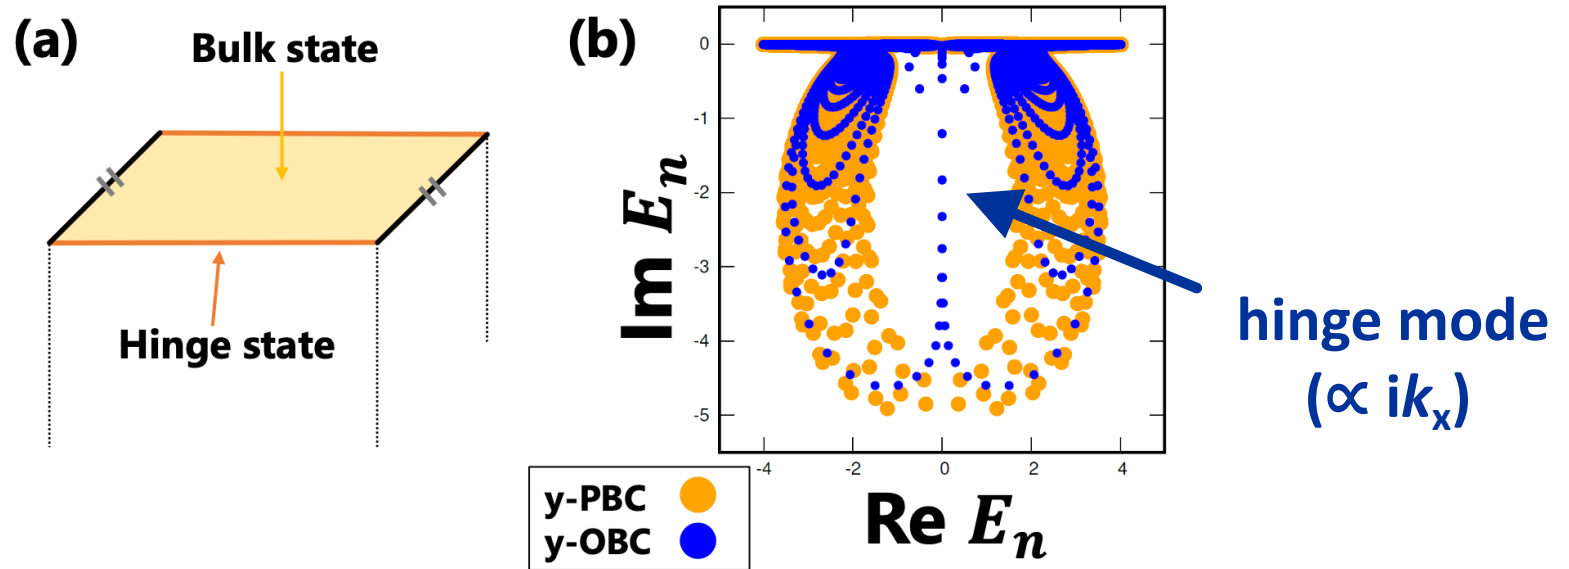 (a)
Bulk state
Hinge state
(b)
0
-1
-2
-3
-4
-5
Im Eₙ
-4 -2 0 2 4
Re Eₙ
y-PBC
y-OBC
hinge mode
(∝ ikₓ)